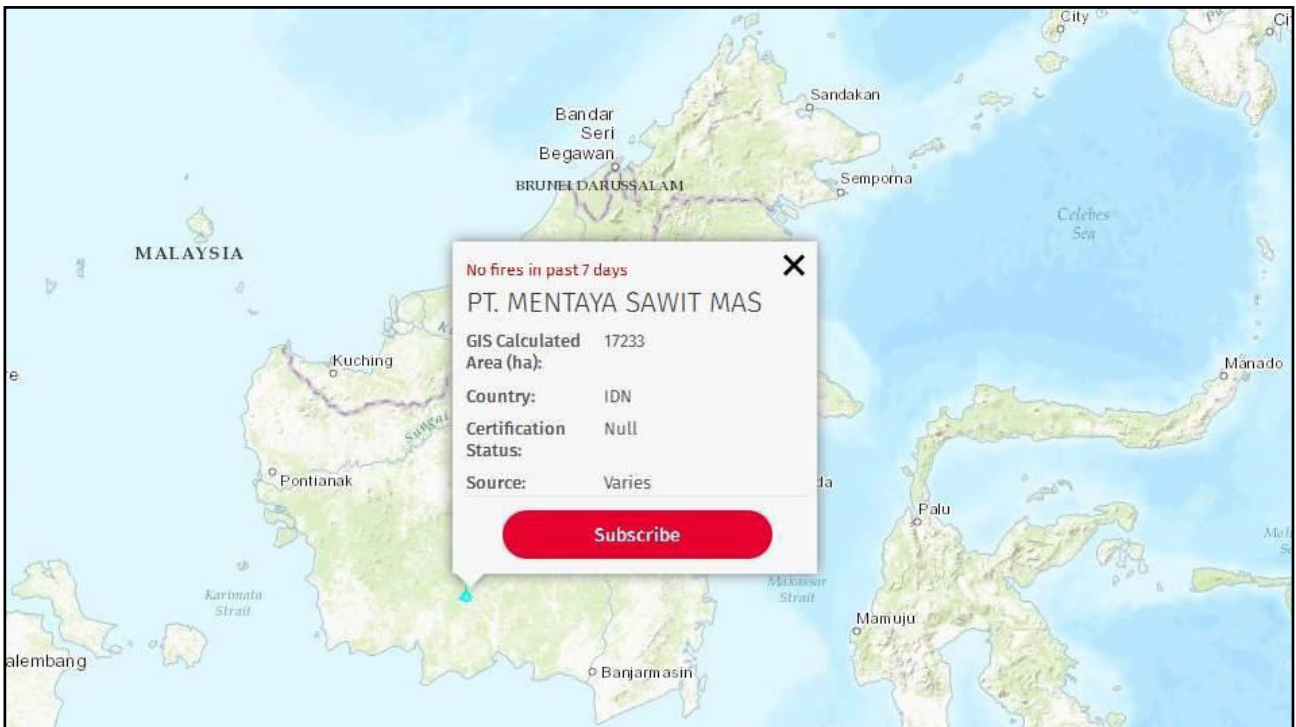 City
Sandakan
Bandar
Seri
Begawan
BRUNEI DARUSSALAM
Semporna
Celebes
Sea
MALAYSIA
No fires in past 7 days
PT. MENTAYA SAWIT MAS
GIS Calculated 17233
Area (ha):
Country: IDN
Certification Null
Status:
Source: Varies
Subscribe
Kuching
Manado
Sungai
Pontianak
Palu
Karimata
Strait
Makassar
Strait
Mamuju
alembang
Banjarmasin